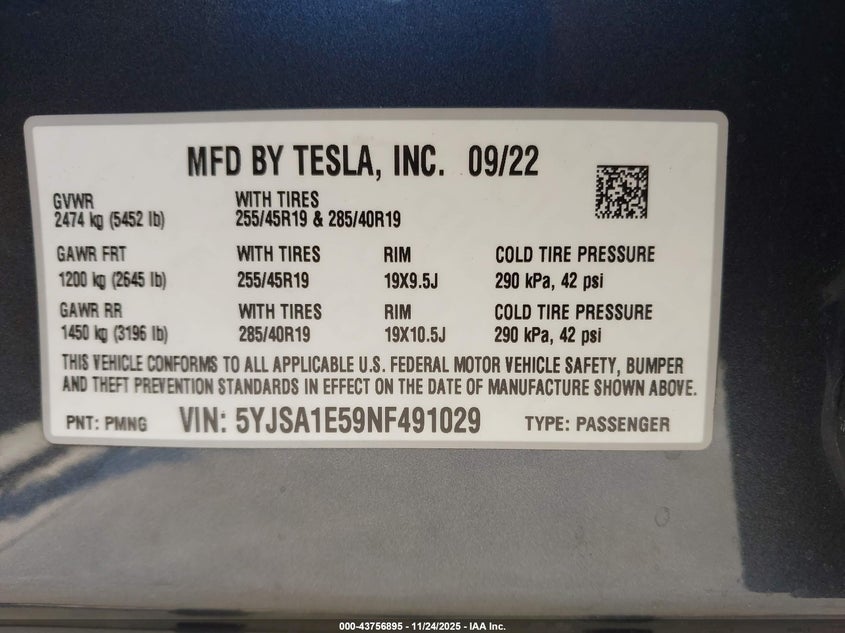 MFD BY TESLA, INC. 09/22
GVWR WITH TIRES
2474 kg (5452 lb) 255/45R19 & 285/40R19
GAWR FRT WITH TIRES RIM COLD TIRE PRESSURE
1200 kg (2645 lb) 255/45R19 19X9.5J 290 kPa, 42 psi
GAWR RR WITH TIRES RIM COLD TIRE PRESSURE
1450 kg (3196 lb) 285/40R19 19X10.5J 290 kPa, 42 psi
THIS VEHICLE CONFORMS TO ALL APPLICABLE U.S. FEDERAL MOTOR VEHICLE SAFETY, BUMPER
AND THEFT PREVENTION STANDARDS IN EFFECT ON THE DATE OF MANUFACTURE SHOWN ABOVE.
PNT: PMNG VIN: 5YJSA1E59NF491029 TYPE: PASSENGER
000-43756895 - 11/24/2025 - IAA Inc.